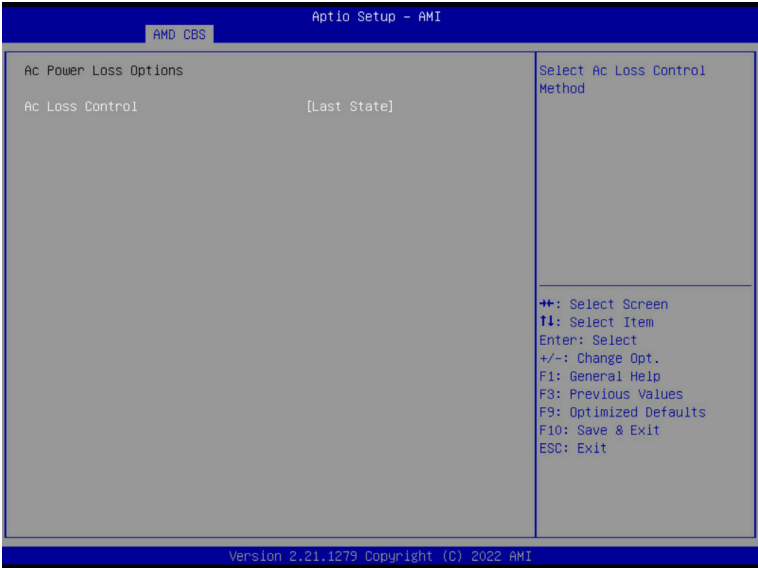 Aptio Setup – AMI
AMD CBS
Ac Power Loss Options
Ac Loss Control [Last State]
Select Ac Loss Control
Method
→←: Select Screen
↑↓: Select Item
Enter: Select
+/-: Change Opt.
F1: General Help
F3: Previous Values
F9: Optimized Defaults
F10: Save & Exit
ESC: Exit
Version 2.21.1279 Copyright (C) 2022 AMI